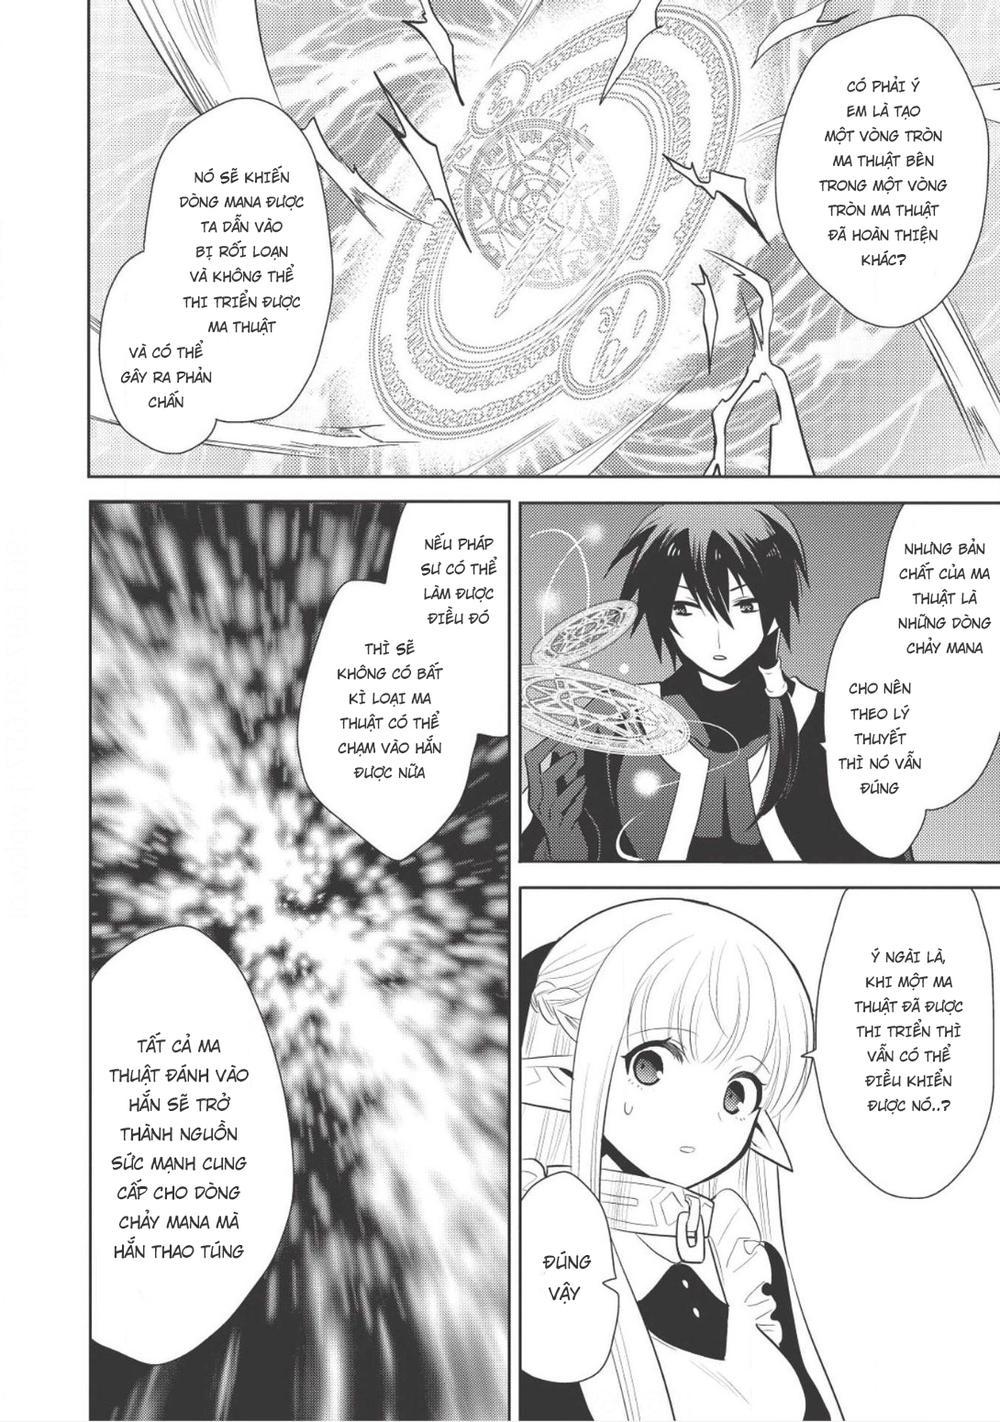 CÓ PHẢI Ý
EM LÀ TẠO
MỘT VÒNG TRÒN
MA THUẬT BÊN
TRONG MỘT VÒNG
TRÒN MA THUẬT
ĐÃ HOÀN THIỆN
KHÁC?
NÓ SẼ KHIẾN
DÒNG MANA ĐƯỢC
TA DẪN VÀO
BỊ RỐI LOẠN
VÀ KHÔNG THỂ
THI TRIỂN ĐƯỢC
MA THUẬT
VÀ CÓ THỂ
GÂY RA PHẢN
CHẤN
NHƯNG BẢN
CHẤT CỦA MA
THUẬT LÀ
NHỮNG DÒNG
CHẢY MANA
CHO NÊN
THEO LÝ
THUYẾT
THÌ NÓ VẪN
ĐÚNG
Ý NGÀI LÀ,
KHI MỘT MA
THUẬT ĐÃ ĐƯỢC
THI TRIỂN THÌ
VẪN CÓ THỂ
ĐIỀU KHIỂN
ĐƯỢC NÓ..?
ĐÚNG
VẬY
NẾU PHÁP
SƯ CÓ THỂ
LÀM ĐƯỢC
ĐIỀU ĐÓ
THÌ SẼ
KHÔNG CÓ BẤT
KÌ LOẠI MA
THUẬT CÓ THỂ
CHẠM VÀO HẮN
ĐƯỢC NỮA
TẤT CẢ MA
THUẬT ĐÁNH VÀO
HẮN SẼ TRỞ
THÀNH NGUỒN
SỨC MẠNH CUNG
CẤP CHO DÒNG
CHẢY MANA MÀ
HẮN THAO TÚNG